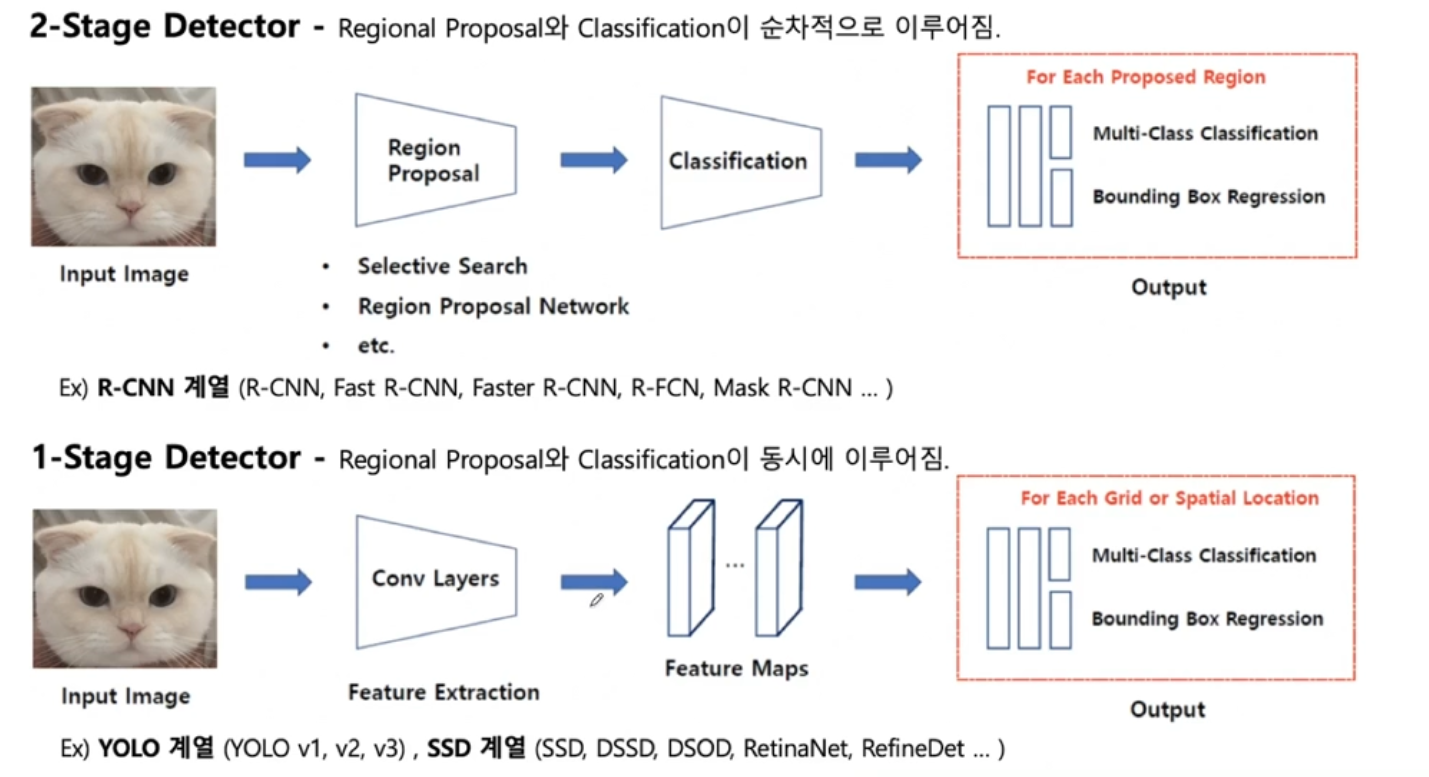 2-Stage Detector - Regional Proposal와 Classification이 순차적으로 이루어짐.
For Each Proposed Region
Region
Proposal
Classification
Multi-Class Classification
Bounding Box Regression
Input Image
Output
• Selective Search
• Region Proposal Network
• etc.
Ex) R-CNN 계열 (R-CNN, Fast R-CNN, Faster R-CNN, R-FCN, Mask R-CNN ... )
1-Stage Detector - Regional Proposal와 Classification이 동시에 이루어짐.
For Each Grid or Spatial Location
Conv Layers
...
Multi-Class Classification
Bounding Box Regression
Input Image
Feature Extraction
Feature Maps
Output
Ex) YOLO 계열 (YOLO v1, v2, v3) , SSD 계열 (SSD, DSSD, DSOD, RetinaNet, RefineDet ... )